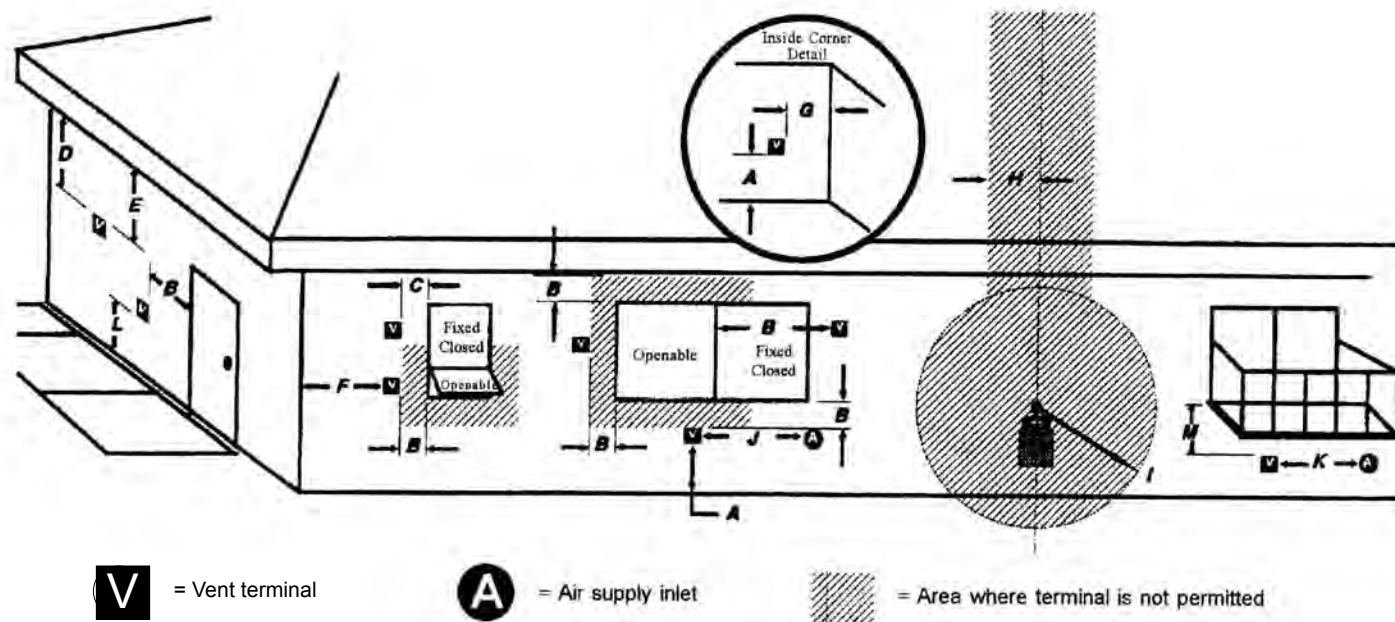 Inside Corner
Detail
G
V
A
H
D
E
V
B
V
L
C
V
Fixed
Closed
Openable
F
V
B
B
V
Openable
B
V
Fixed
Closed
B
B
V
J
A
A
I
M
V
K
A
V = Vent terminal
A = Air supply inlet
= Area where terminal is not permitted